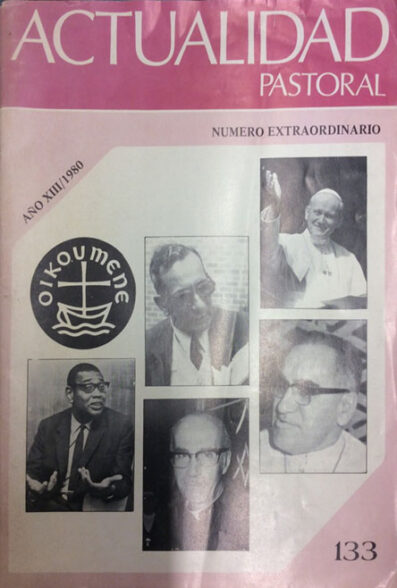 ACTUALIDAD
PASTORAL
NUMERO EXTRAORDINARIO
AÑO XIII/1980
OIKOUMENE
133